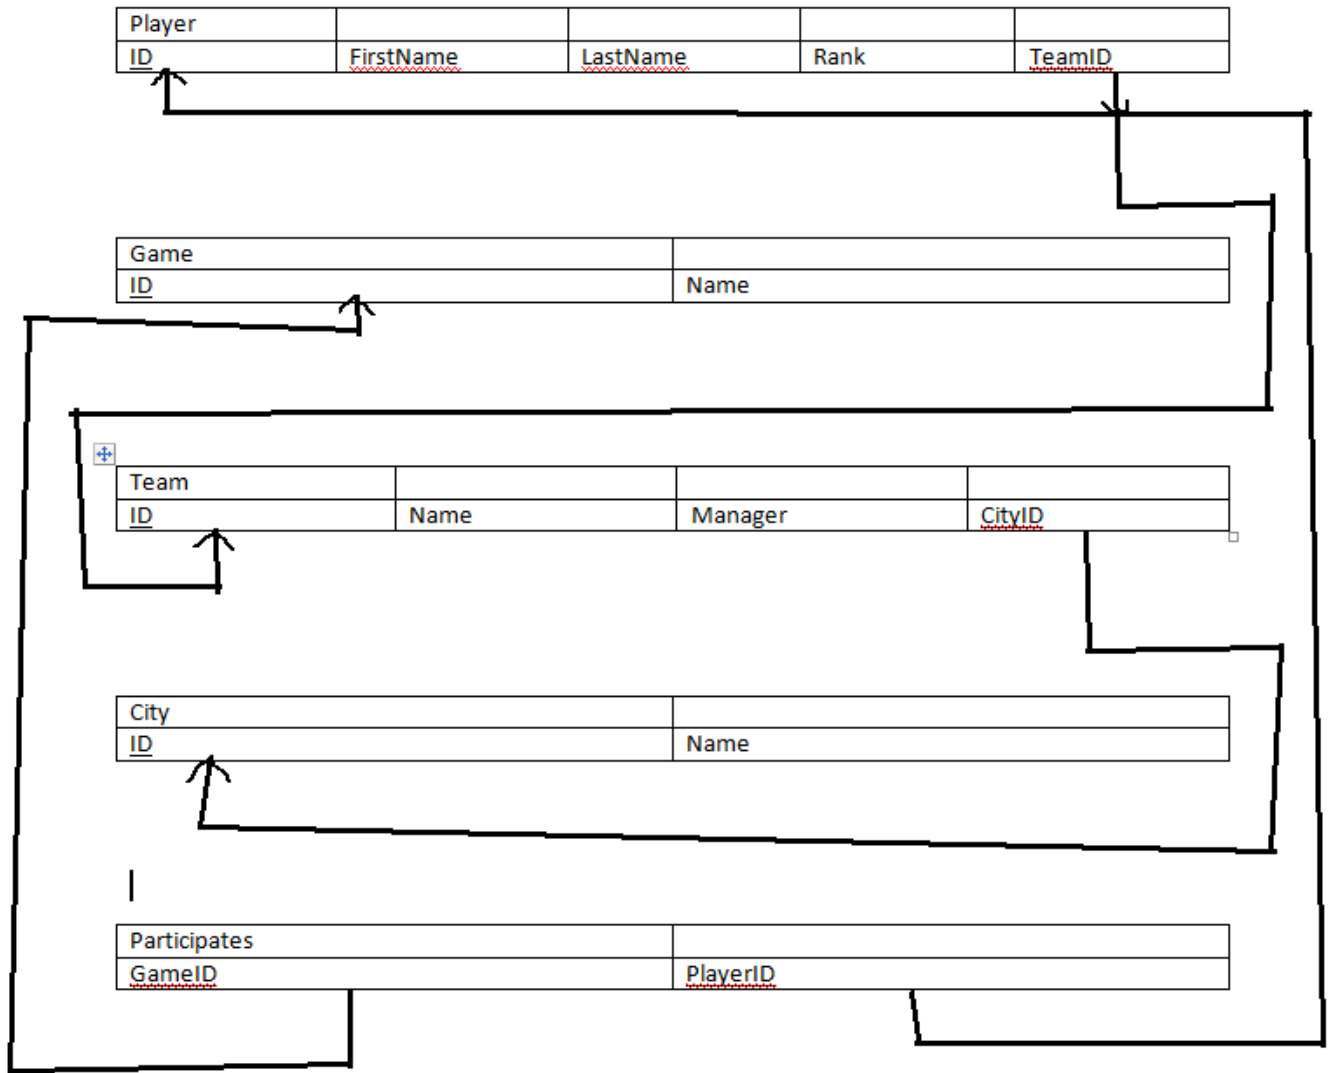 Player
ID FirstName LastName Rank TeamID
Game
ID Name
Team
ID Name Manager CityID
City
ID Name
Participates
GameID PlayerID